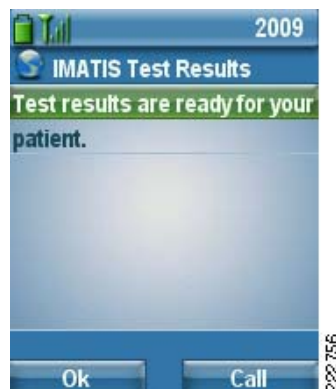 2009
IMATIS Test Results
Test results are ready for your
patient.
Ok Call
222756